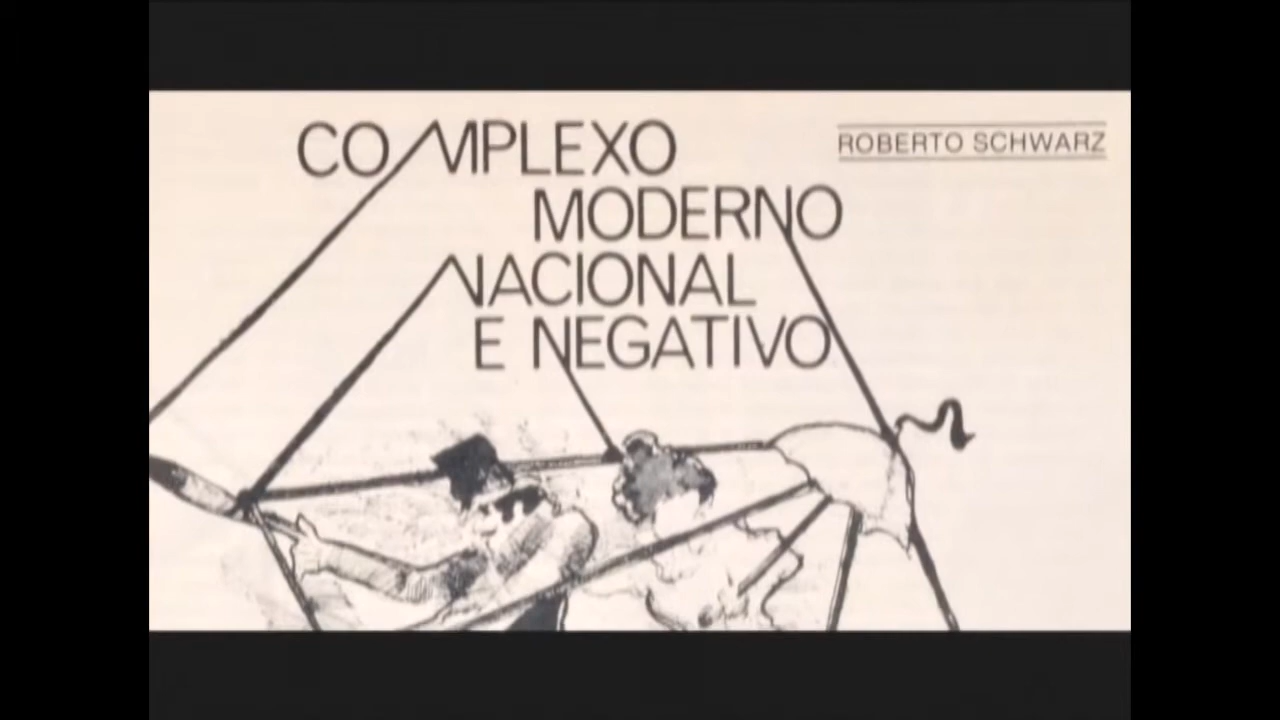 COMPLEXO
MODERNO
NACIONAL
E NEGATIVO
ROBERTO SCHWARZ